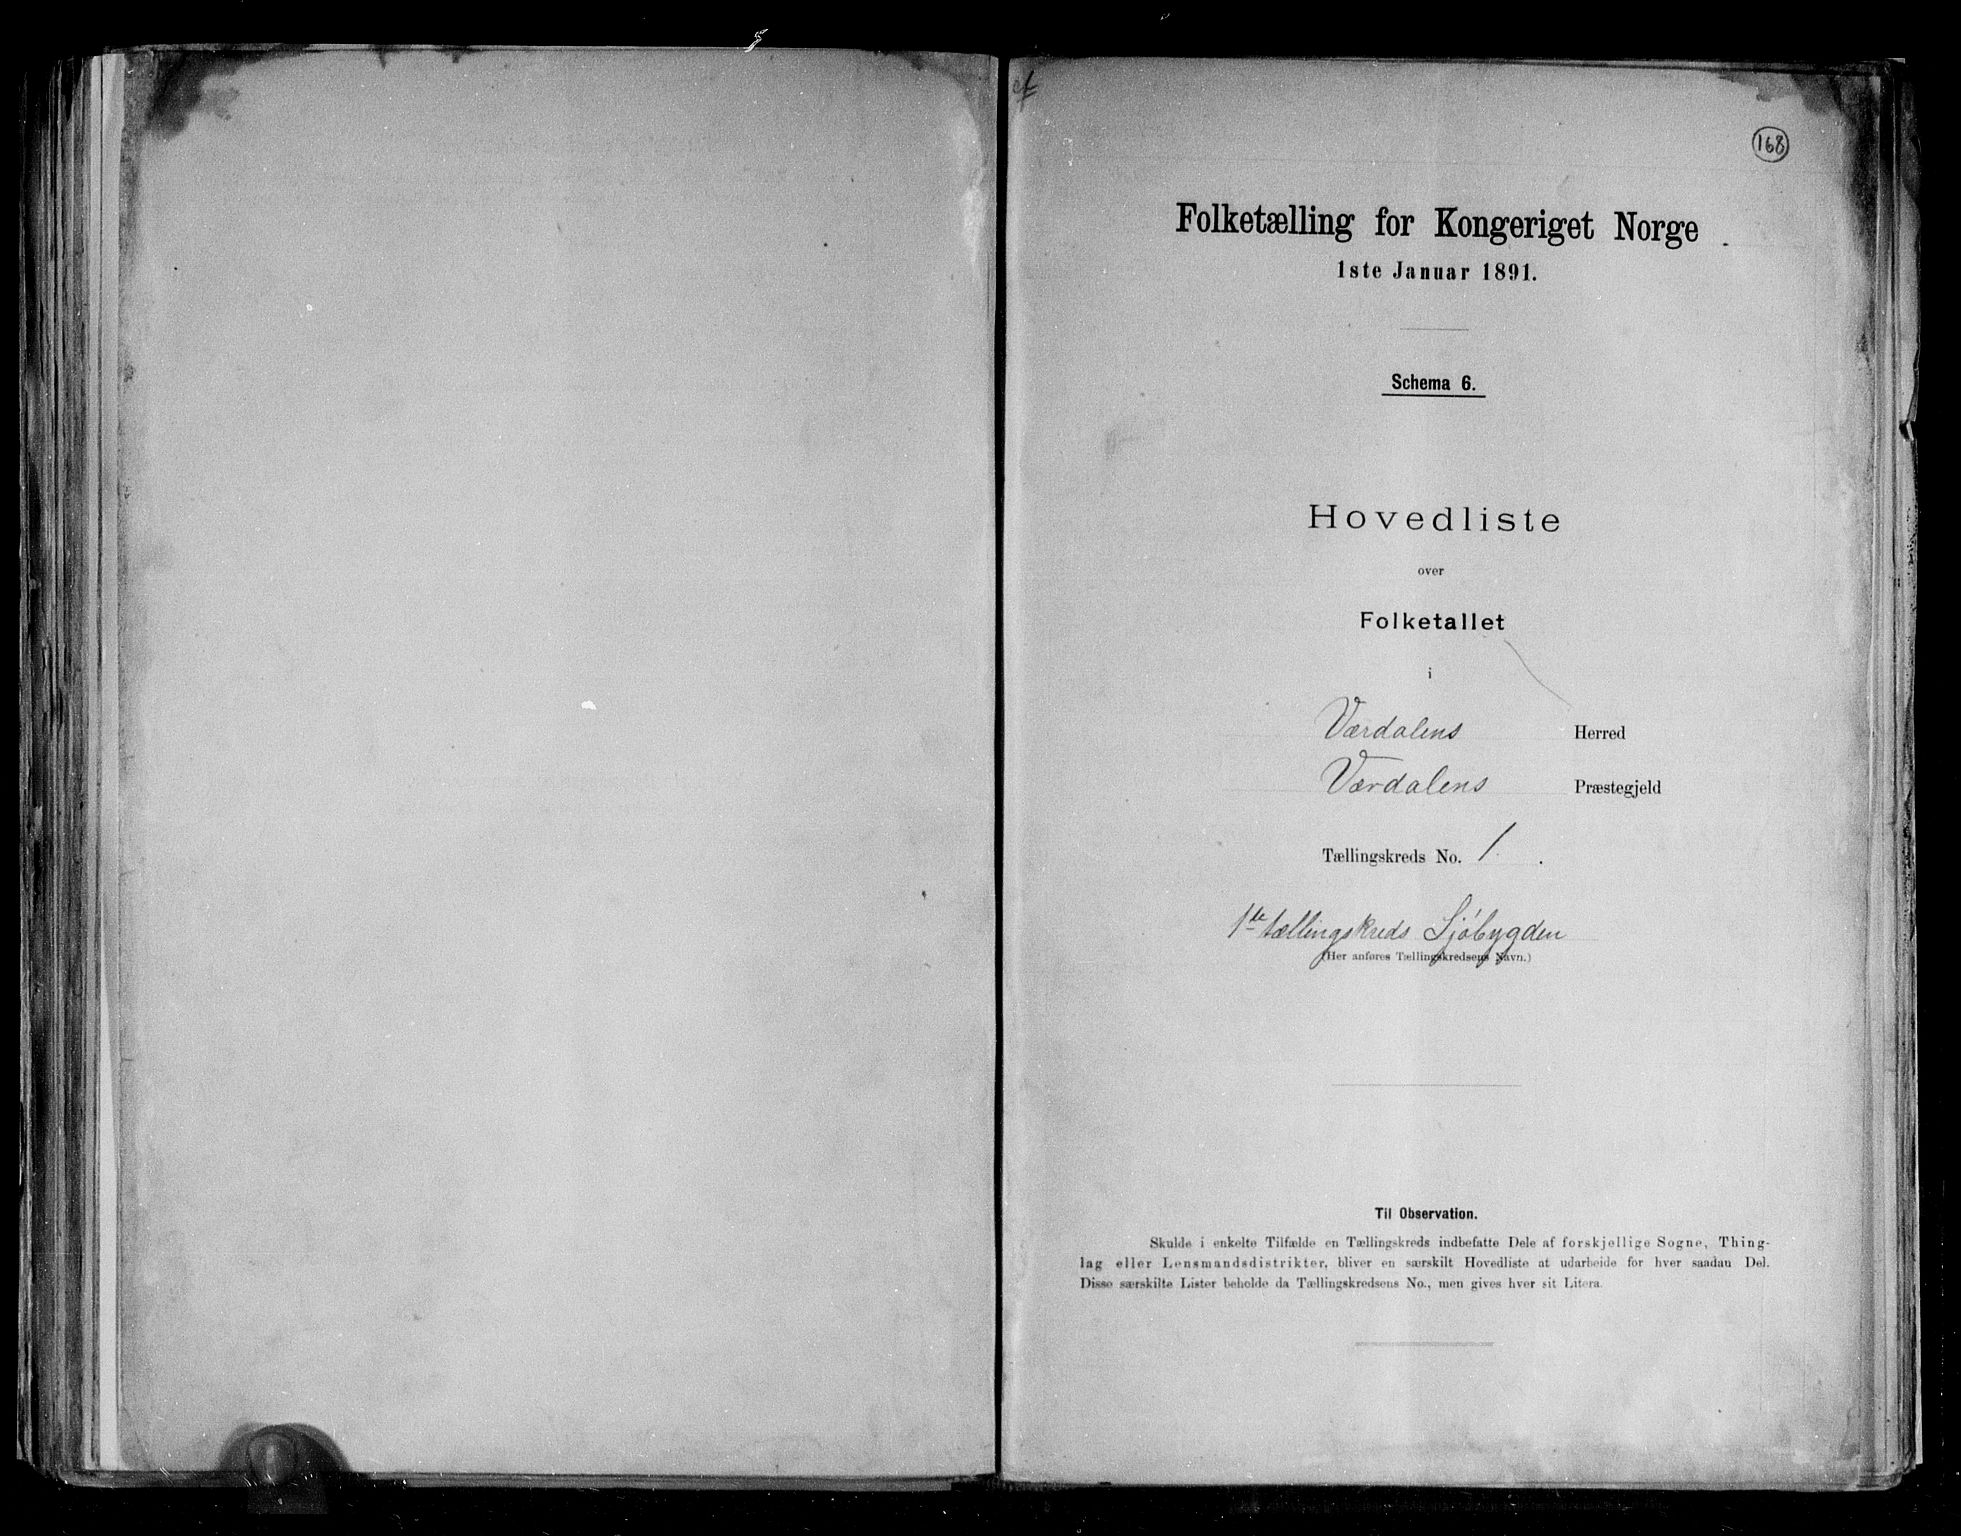 168
Folketælling for Kongeriget Norge
1ste Januar 1891.
Schema 6.
Hovedliste
over
Folketallet
i
Værdalens Herred
Værdalens Præstegjeld
Tællingskreds No. 1.
1ste tællingskreds Sjöbygden
(Her anføres Tællingskredsens Navn.)
Til Observation.
Skulde i enkelte Tilfælde en Tællingskreds indbefatte Dele af forskjellige Sogne, Thing-
lag eller Lensmandsdistrikter, bliver en særskilt Hovedliste at udarbeide for hver saadan Del.
Disse særskilte Lister beholde da Tællingskredsens No., men gives hver sit Litera.